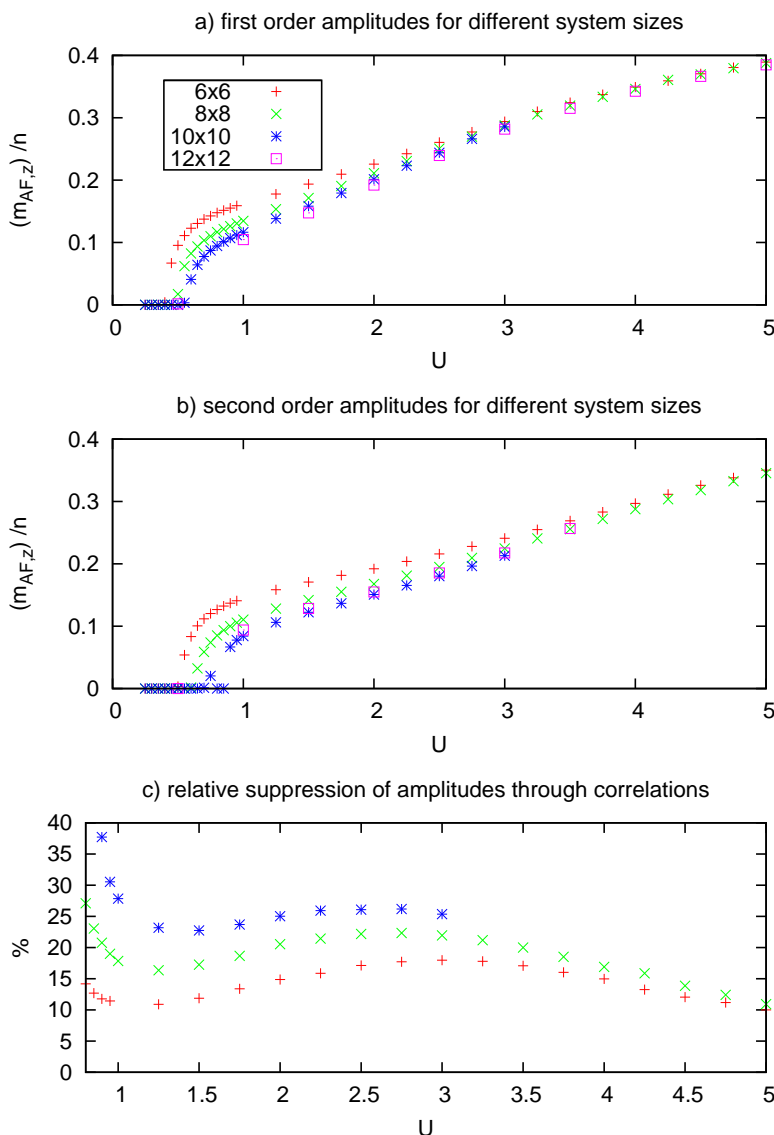 a) first order amplitudes for different system sizes
0.4
0.3
0.2
0.1
0
(m_AF,z) /n
6x6
8x8
10x10
12x12
0 1 2 3 4 5
U
b) second order amplitudes for different system sizes
0.4
0.3
0.2
0.1
0
(m_AF,z) /n
0 1 2 3 4 5
U
c) relative suppression of amplitudes through correlations
40
35
30
25
20
15
10
5
0
%
1 1.5 2 2.5 3 3.5 4 4.5 5
U